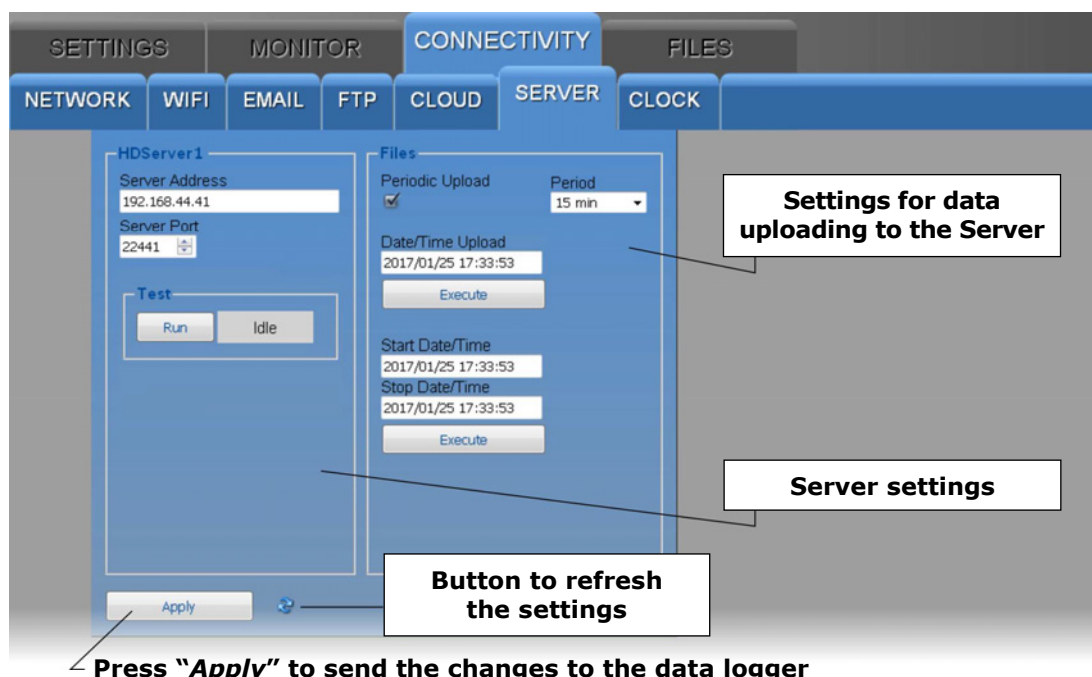 SETTINGS MONITOR CONNECTIVITY FILES
NETWORK WIFI EMAIL FTP CLOUD SERVER CLOCK
HDServer1
Server Address
192.168.44.41
Server Port
22441
Test
Run Idle
Files
Periodic Upload Period
15 min
Date/Time Upload
2017/01/25 17:33:53
Execute
Start Date/Time
2017/01/25 17:33:53
Stop Date/Time
2017/01/25 17:33:53
Execute
Settings for data
uploading to the Server
Server settings
Button to refresh
the settings
Apply
Press “Apply” to send the changes to the data logger